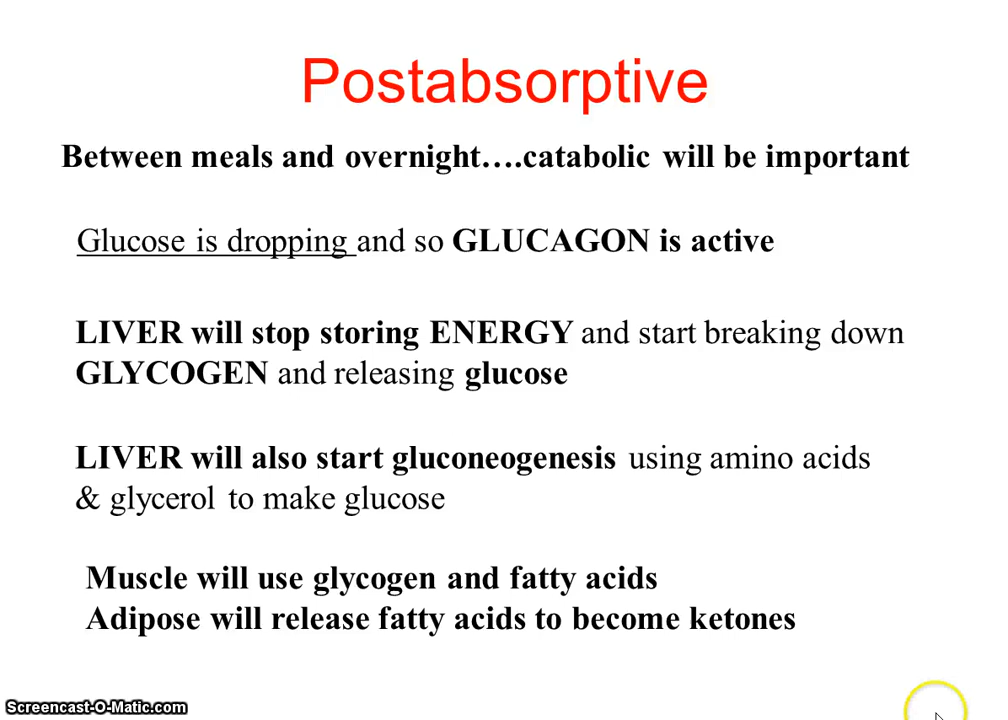 Postabsorptive
Between meals and overnight….catabolic will be important
Glucose is dropping and so GLUCAGON is active
LIVER will stop storing ENERGY and start breaking down
GLYCOGEN and releasing glucose
LIVER will also start gluconeogenesis using amino acids
& glycerol to make glucose
Muscle will use glycogen and fatty acids
Adipose will release fatty acids to become ketones
Screencast-O-Matic.com